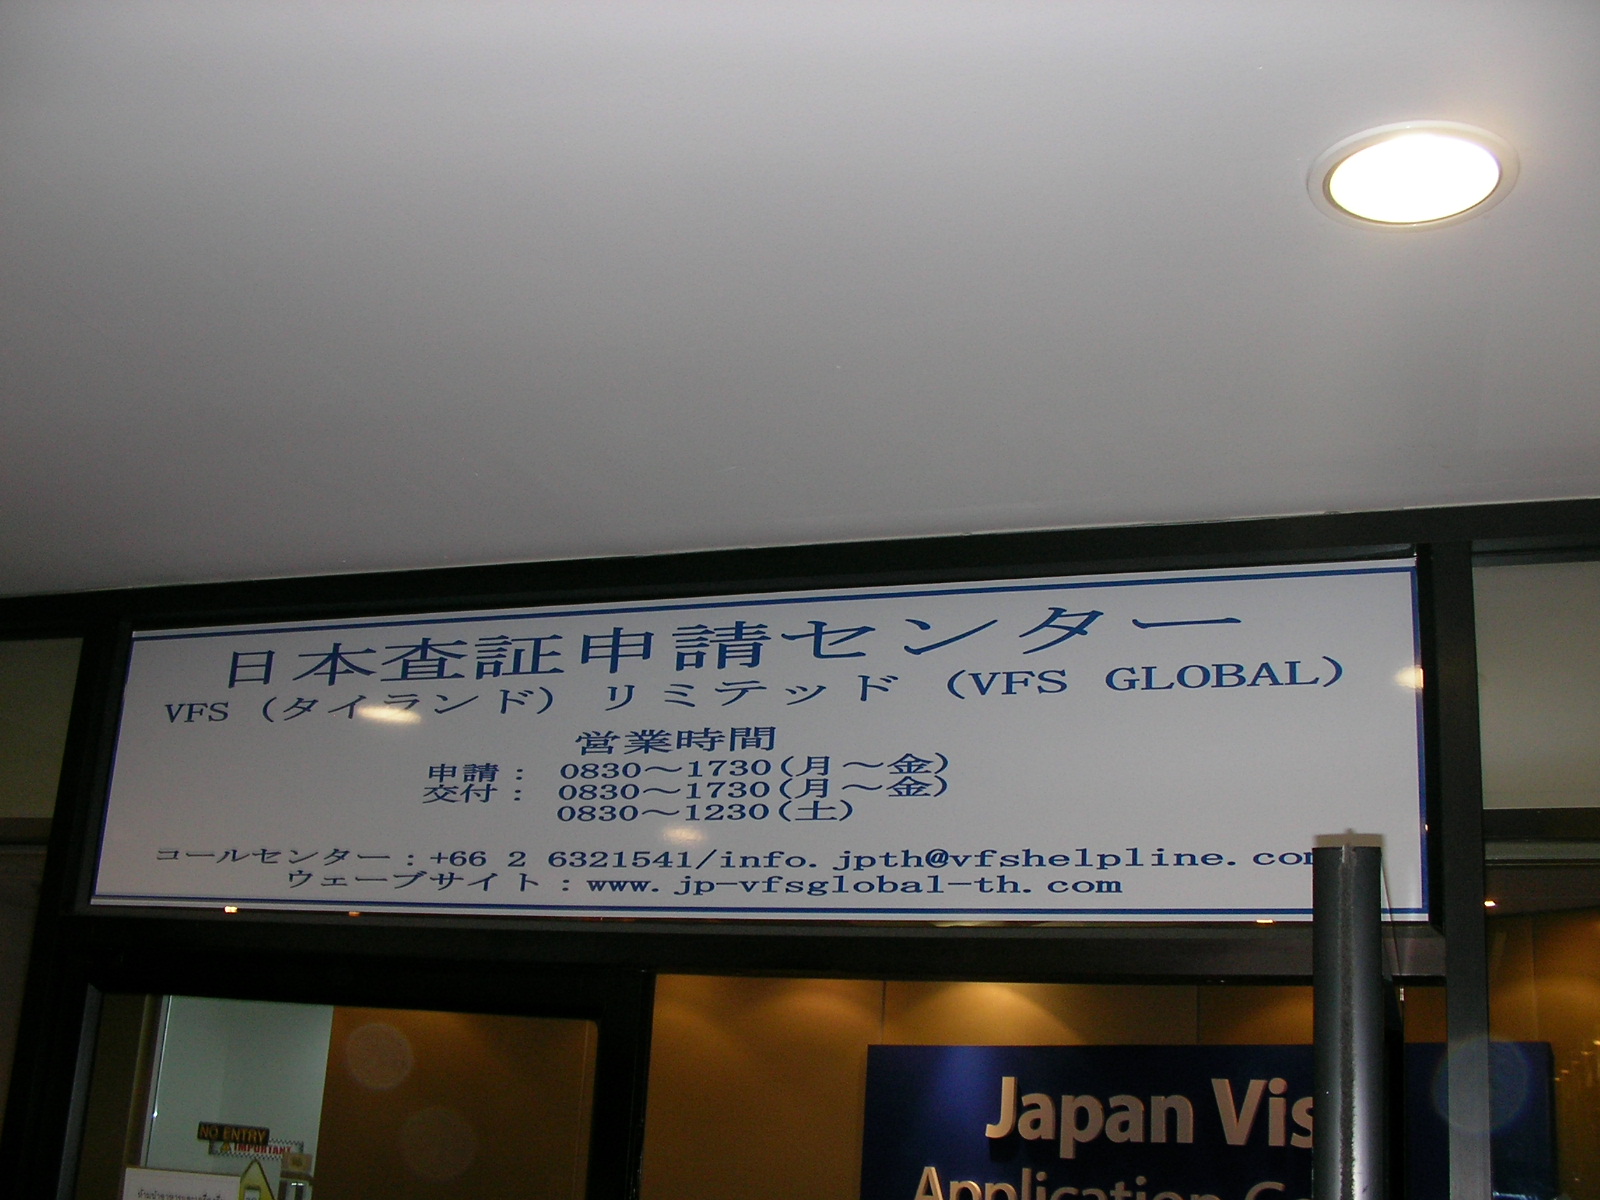 日本査証申請センター
VFS (タイランド) リミテッド (VFS GLOBAL)
営業時間
申請: 0830～1730(月～金)
交付: 0830～1730(月～金)
0830～1230(土)
コールセンター:+66 2 6321541/info.jpth@vfshelpline.com
ウェーブサイト:www.jp-vfsglobal-th.com
Japan Vis
Application C
NO ENTRY
IMPORTANT